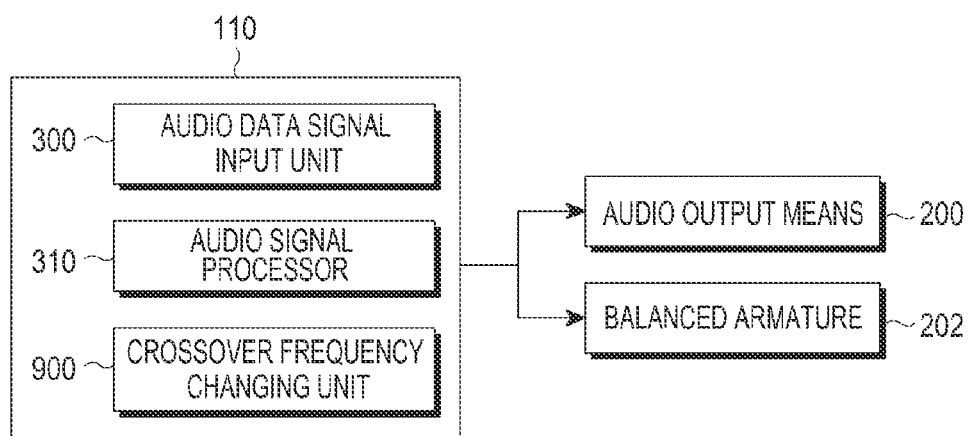 110
300
AUDIO DATA SIGNAL
INPUT UNIT
310
AUDIO SIGNAL
PROCESSOR
900
CROSSOVER FREQUENCY
CHANGING UNIT
AUDIO OUTPUT MEANS
200
BALANCED ARMATURE
202